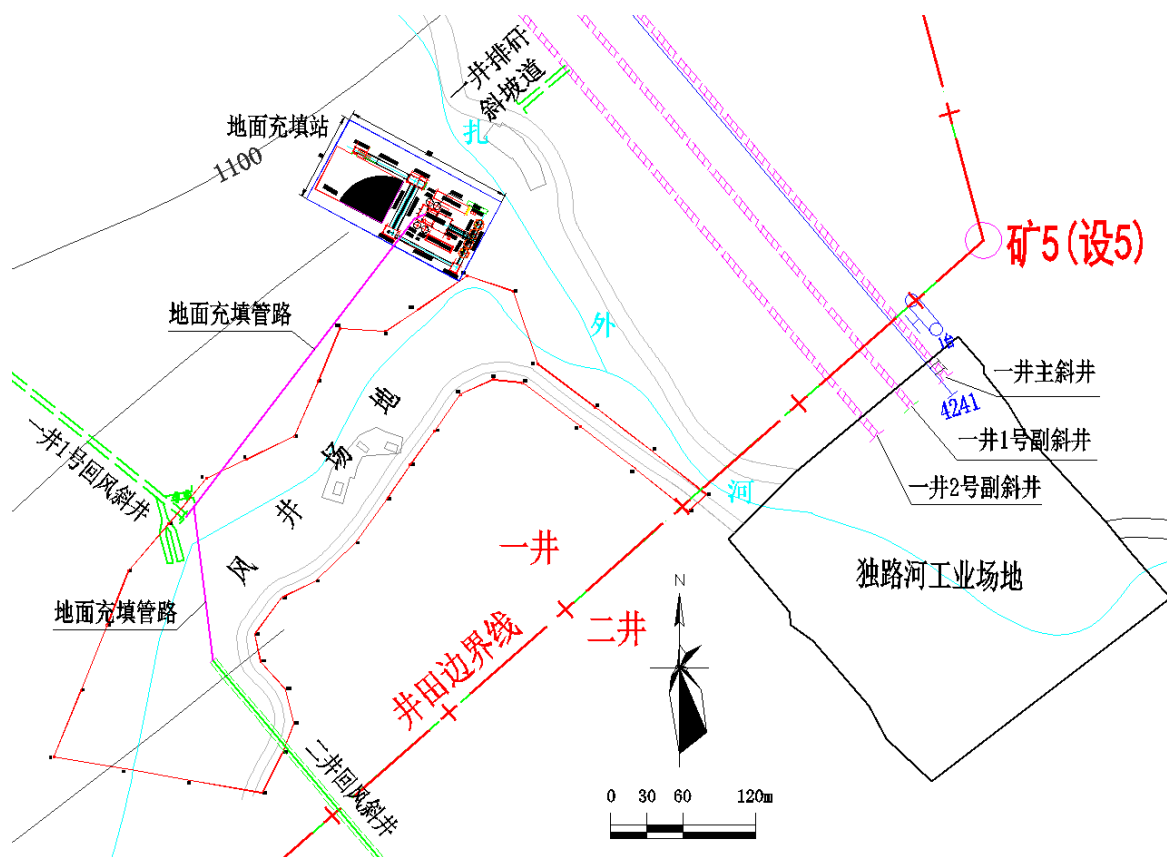 一井排矸
斜坡道
地面充填站
1100
扎
矿5(设5)
地面充填管路
外
一井主斜井
4241
一井1号副斜井
一井2号副斜井
一井1号回风斜井
风井场地
河
一井
独路河工业场地
地面充填管路
二井
井田边界线
N
二井回风斜井
0 30 60 120m